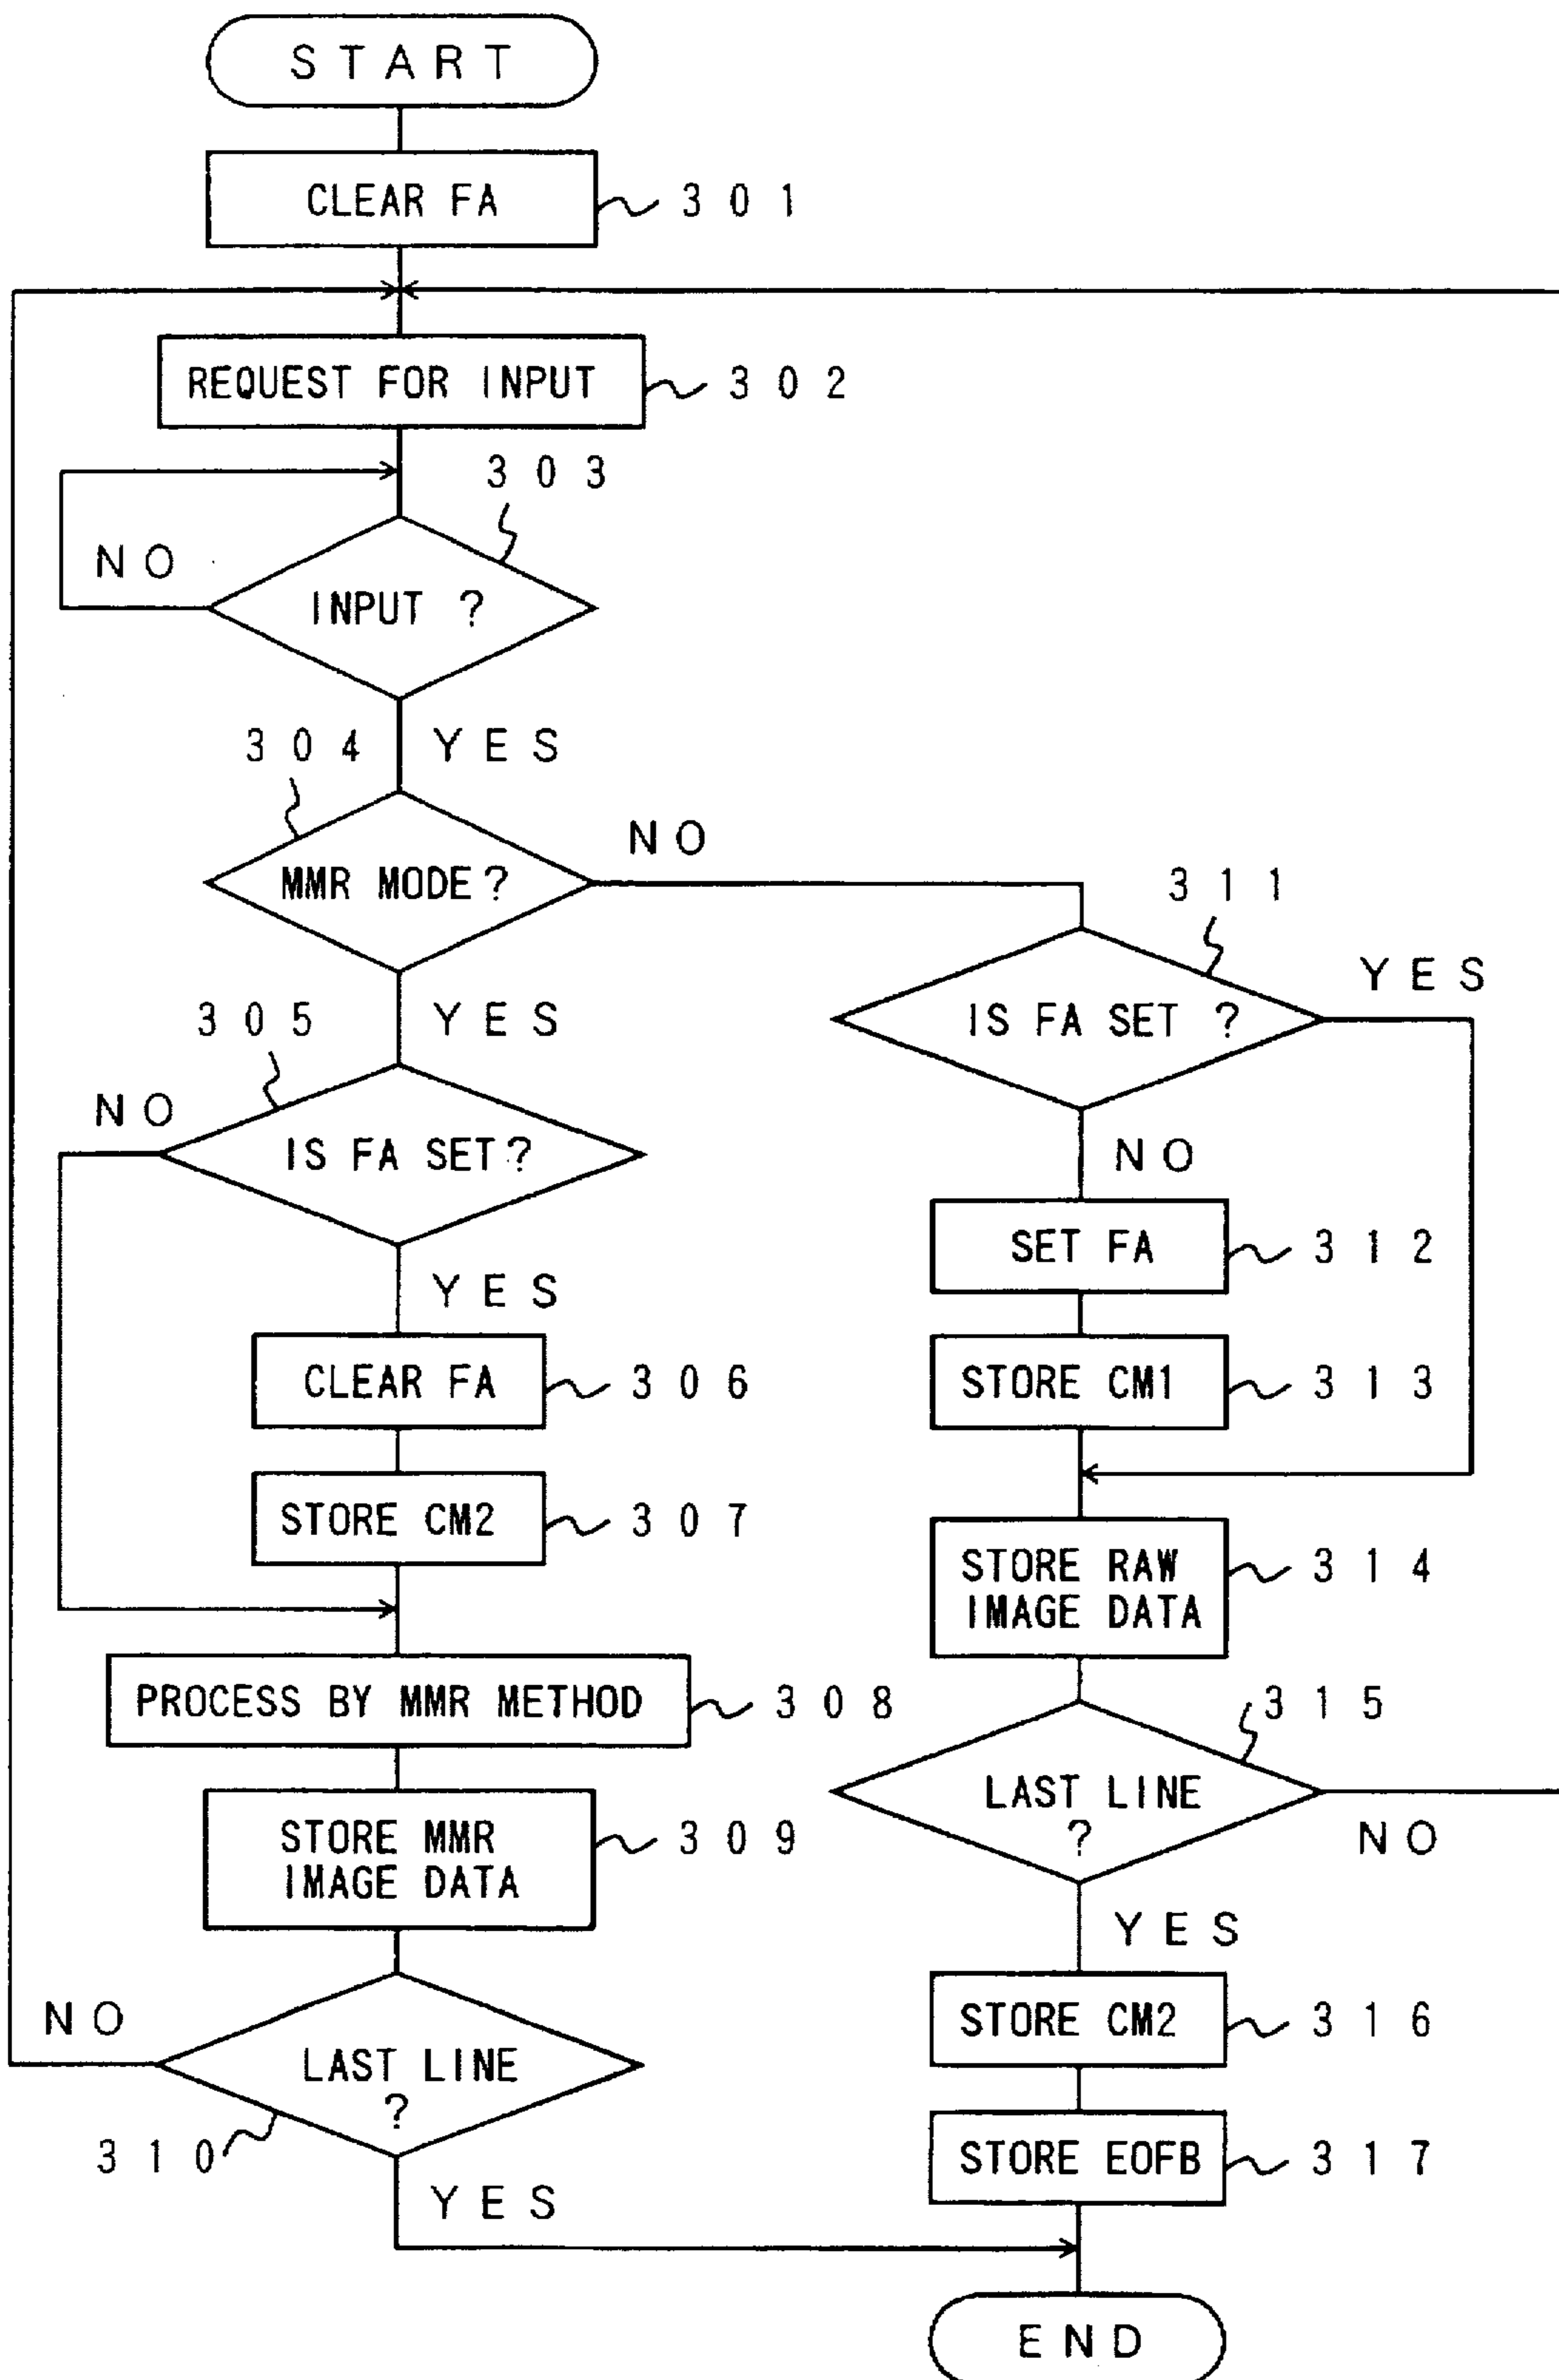 START
CLEAR FA
301
REQUEST FOR INPUT
302
303
NO
INPUT ?
304
YES
MMR MODE?
NO
311
305
YES
IS FA SET ?
YES
NO
IS FA SET?
NO
SET FA
312
YES
CLEAR FA
306
STORE CM1
313
STORE CM2
307
STORE RAW
IMAGE DATA
314
PROCESS BY MMR METHOD
308
315
LAST LINE
?
NO
STORE MMR
IMAGE DATA
309
YES
NO
LAST LINE
?
310
STORE CM2
316
YES
STORE EOFB
317
END